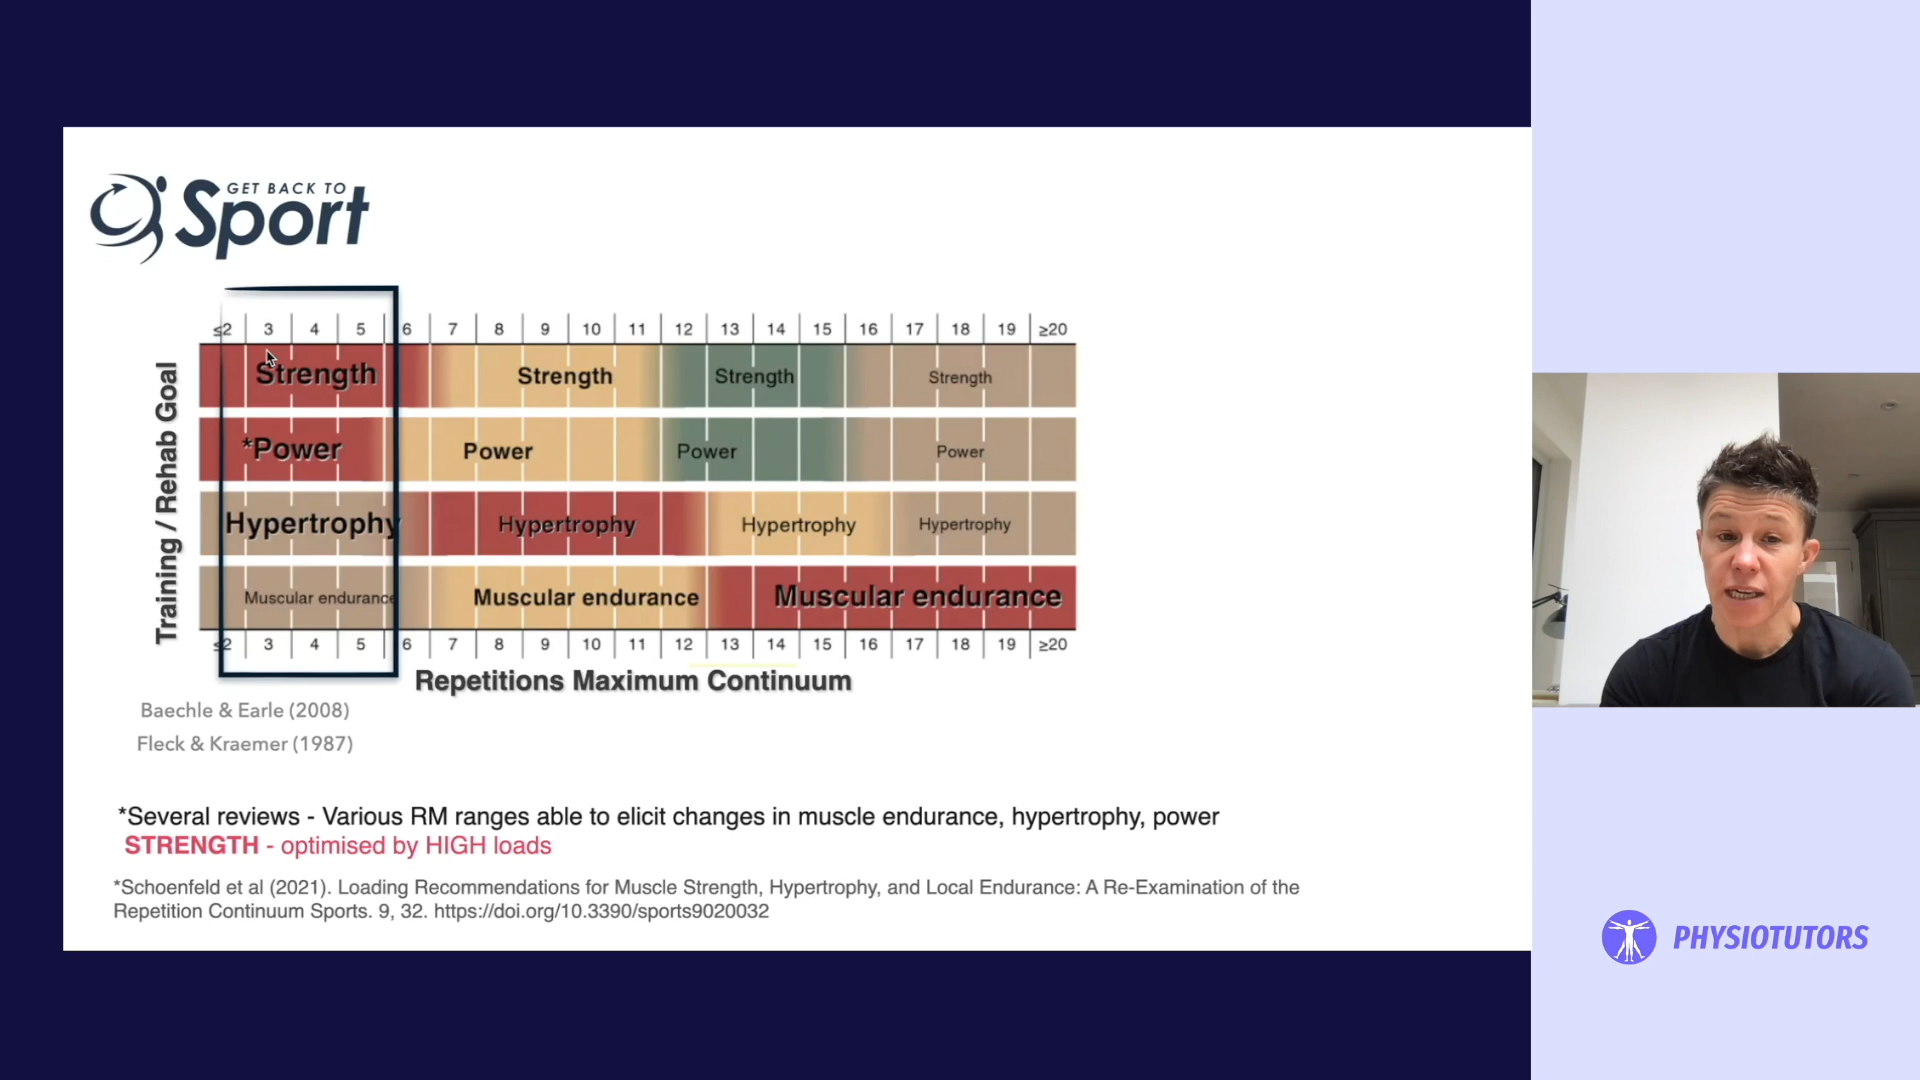 GET BACK TO
Sport
≤2 3 4 5 6 7 8 9 10 11 12 13 14 15 16 17 18 19 ≥20
Training / Rehab Goal
Strength Strength Strength Strength
*Power Power Power Power
Hypertrophy Hypertrophy Hypertrophy Hypertrophy
Muscular endurance Muscular endurance Muscular endurance
≤2 3 4 5 6 7 8 9 10 11 12 13 14 15 16 17 18 19 ≥20
Repetitions Maximum Continuum
Baechle & Earle (2008)
Fleck & Kraemer (1987)
*Several reviews - Various RM ranges able to elicit changes in muscle endurance, hypertrophy, power
STRENGTH - optimised by HIGH loads
*Schoenfeld et al (2021). Loading Recommendations for Muscle Strength, Hypertrophy, and Local Endurance: A Re-Examination of the
Repetition Continuum Sports. 9, 32. https://doi.org/10.3390/sports9020032
PHYSIOTUTORS